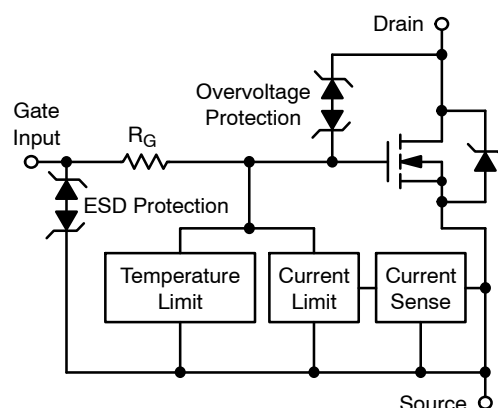 Drain
Overvoltage
Protection
Gate
Input
R_G
ESD Protection
Temperature
Limit
Current
Limit
Current
Sense
Source